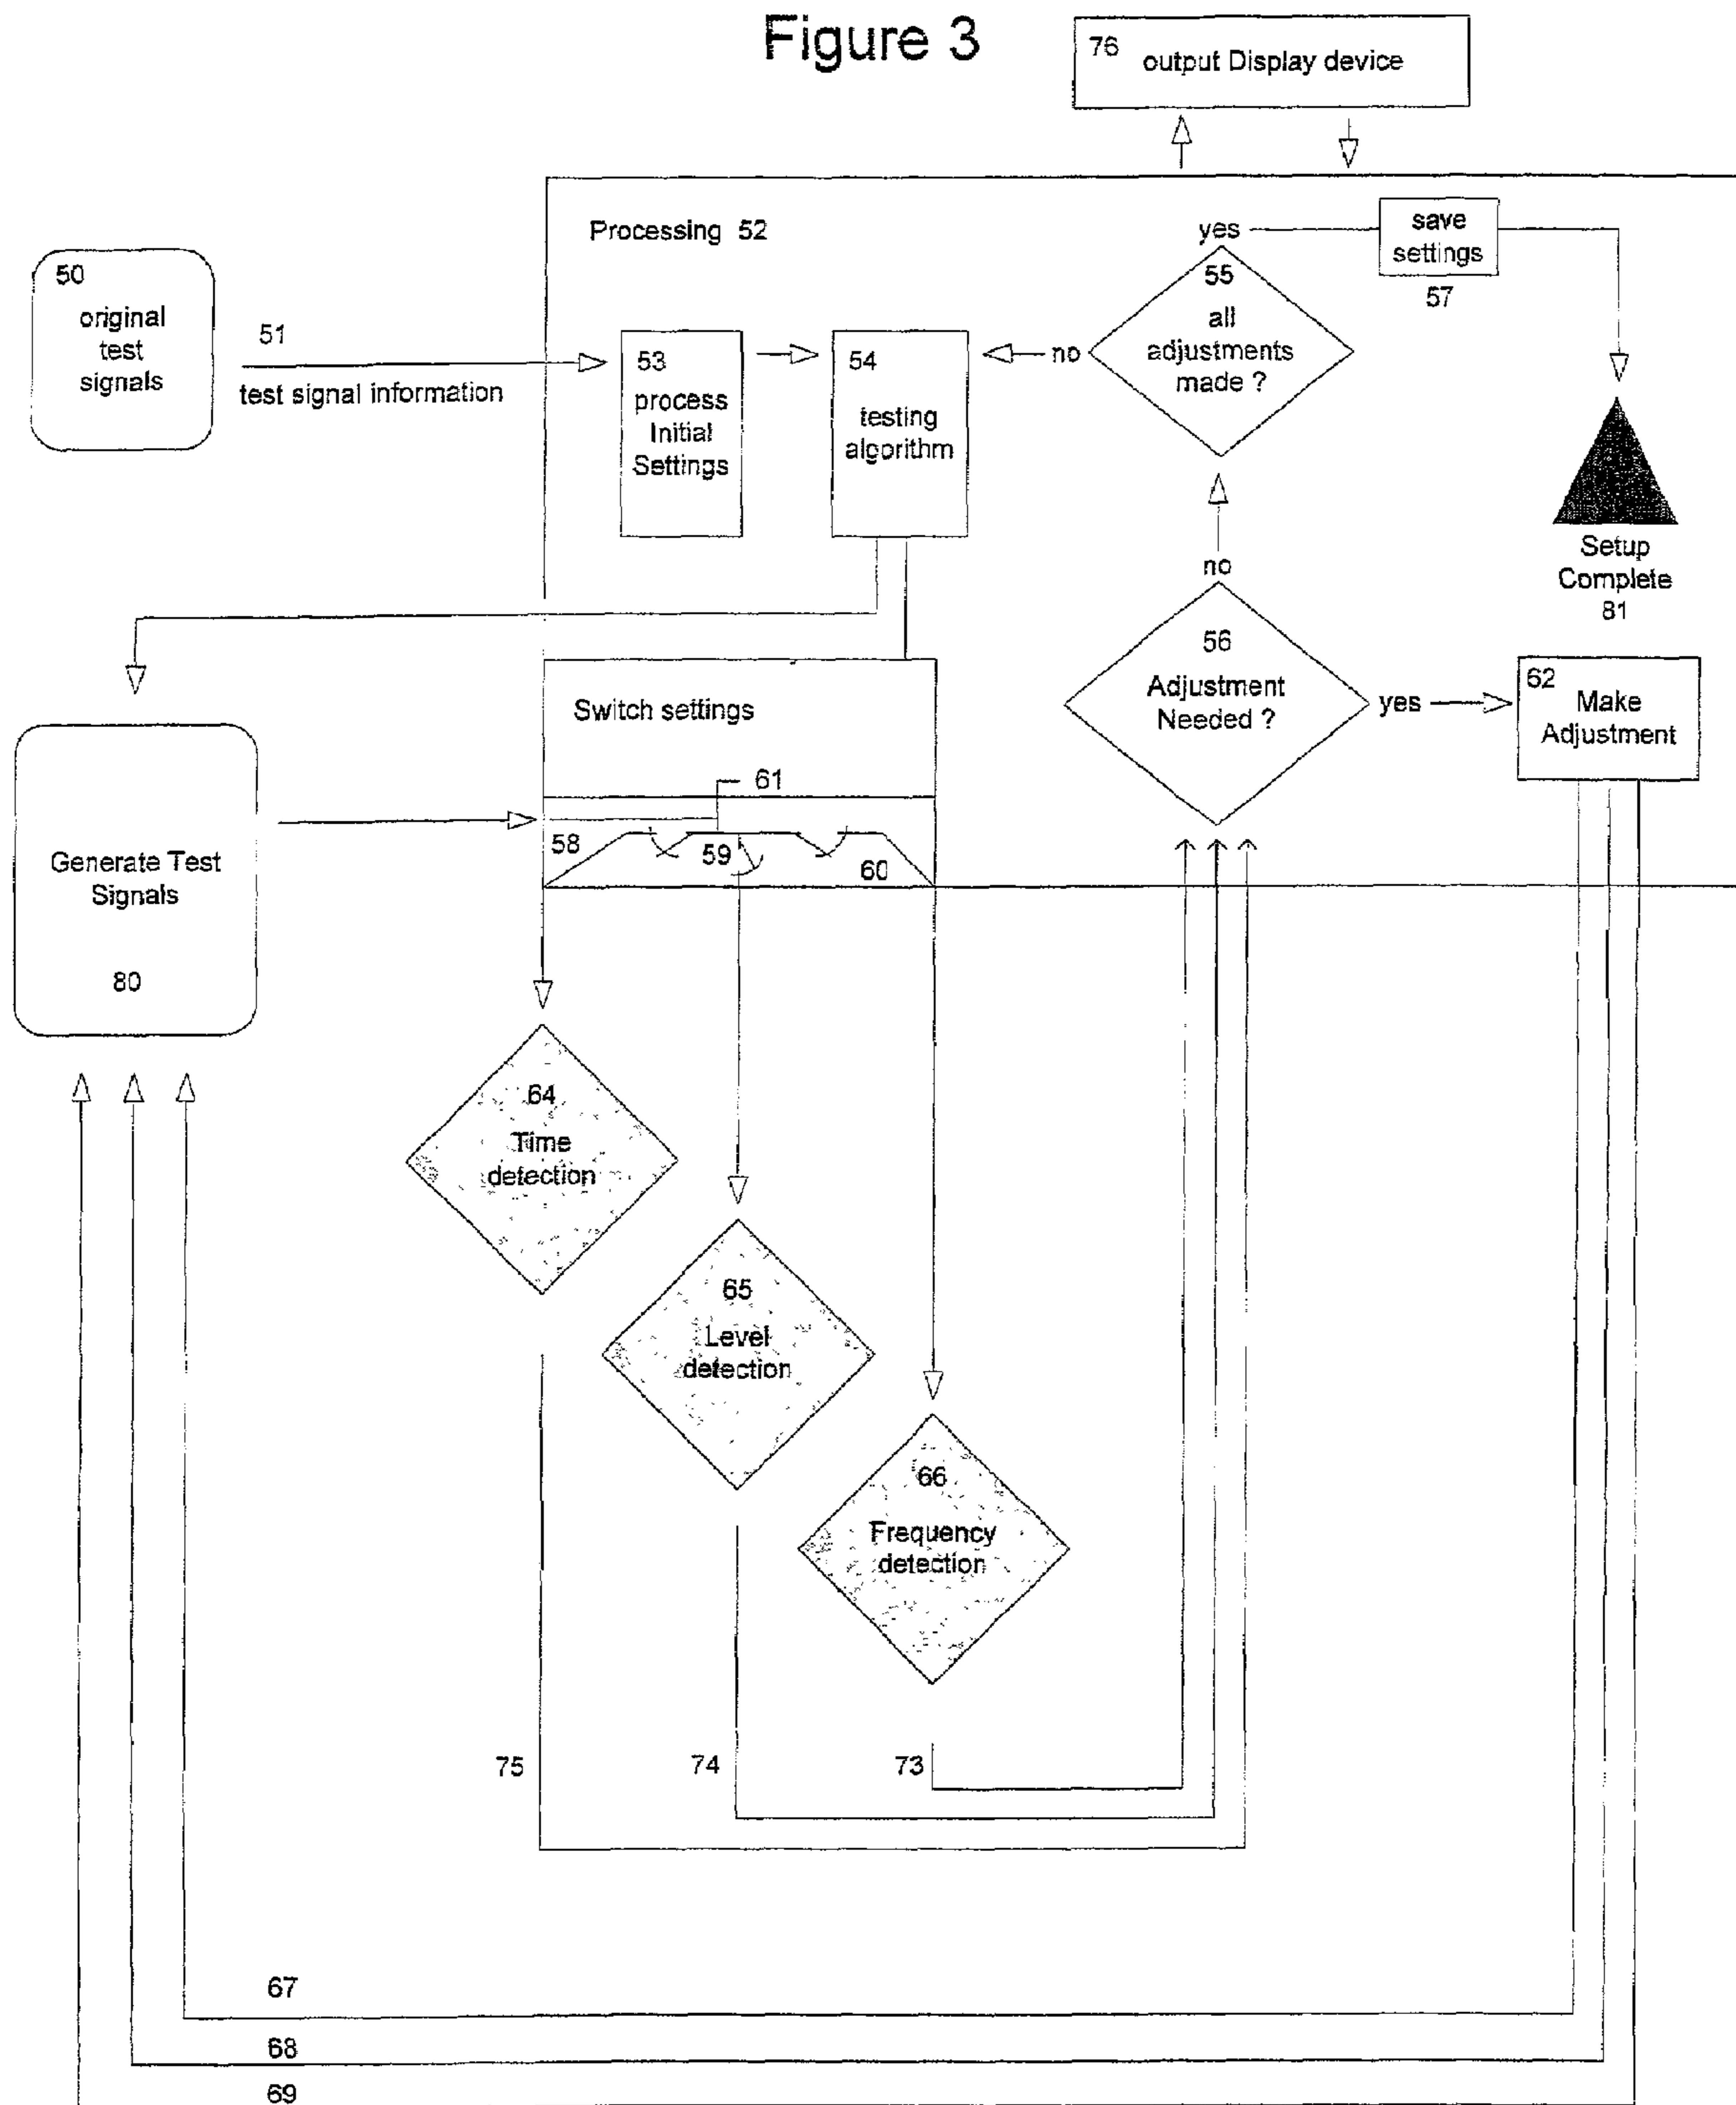 Figure 3
76
output Display device
Processing 52
yes
save
settings
57
50
original
test
signals
51
test signal information
53
process
Initial
Settings
54
testing
algorithm
no
55
all
adjustments
made ?
Setup
Complete
81
no
56
Adjustment
Needed ?
yes
62
Make
Adjustment
Switch settings
61
58
59
60
Generate Test
Signals
80
64
Time
detection
65
Level
detection
66
Frequency
detection
75
74
73
67
68
69